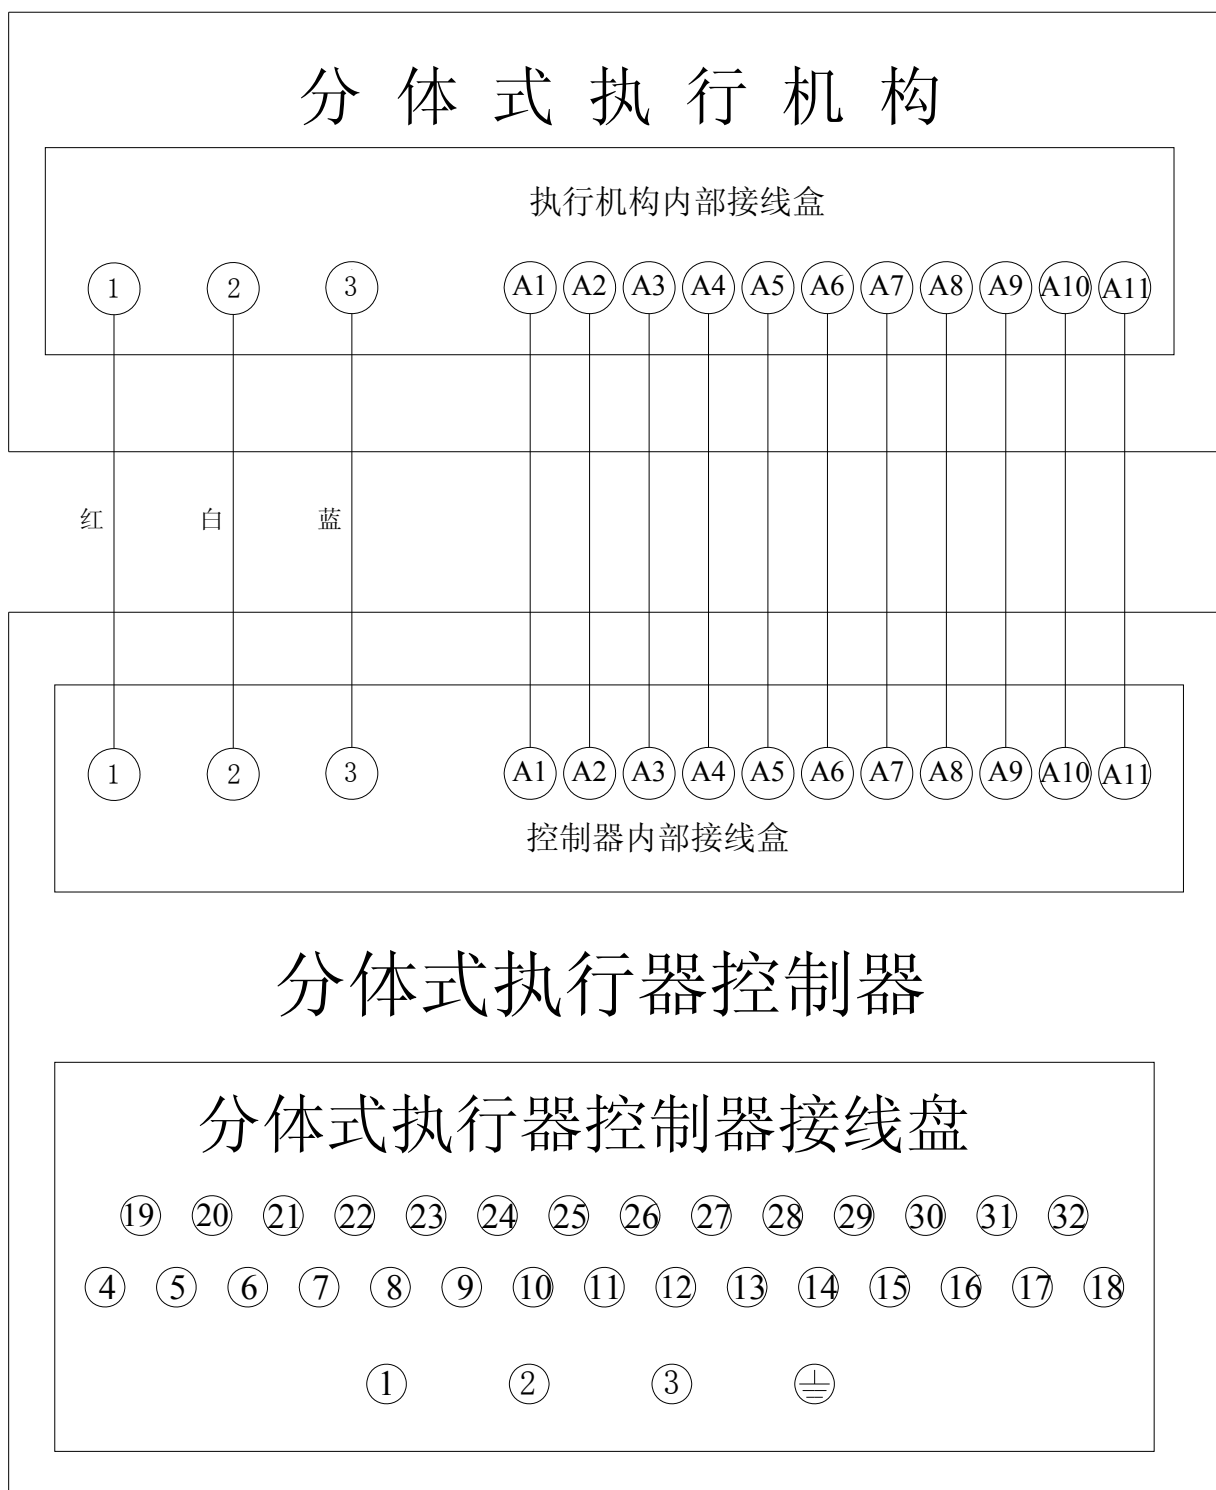 分体式执行机构
执行机构内部接线盒
1 2 3 A1 A2 A3 A4 A5 A6 A7 A8 A9 A10 A11
红 白 蓝
1 2 3 A1 A2 A3 A4 A5 A6 A7 A8 A9 A10 A11
控制器内部接线盒
分体式执行器控制器
分体式执行器控制器接线盘
19 20 21 22 23 24 25 26 27 28 29 30 31 32
4 5 6 7 8 9 10 11 12 13 14 15 16 17 18
1 2 3